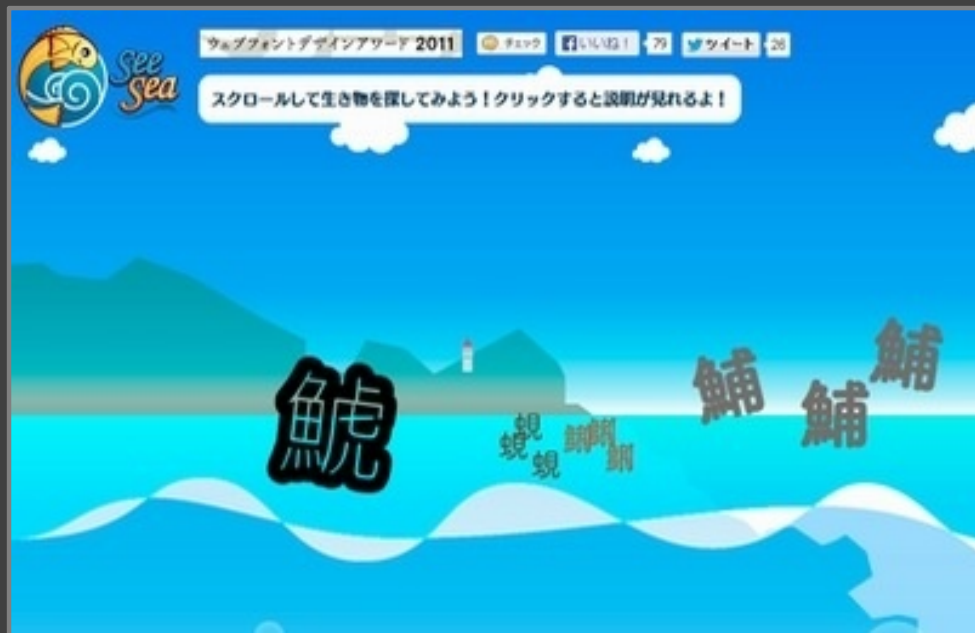 See
Sea
ウェブフォントデザインアワード 2011
チェック
いいね！ 79
ツイート 26
スクロールして生き物を探してみよう！クリックすると説明が見れるよ！
鯱
蜆
蜆
蜆
鯏
鯏
鯏
鯆
鯆
鯆